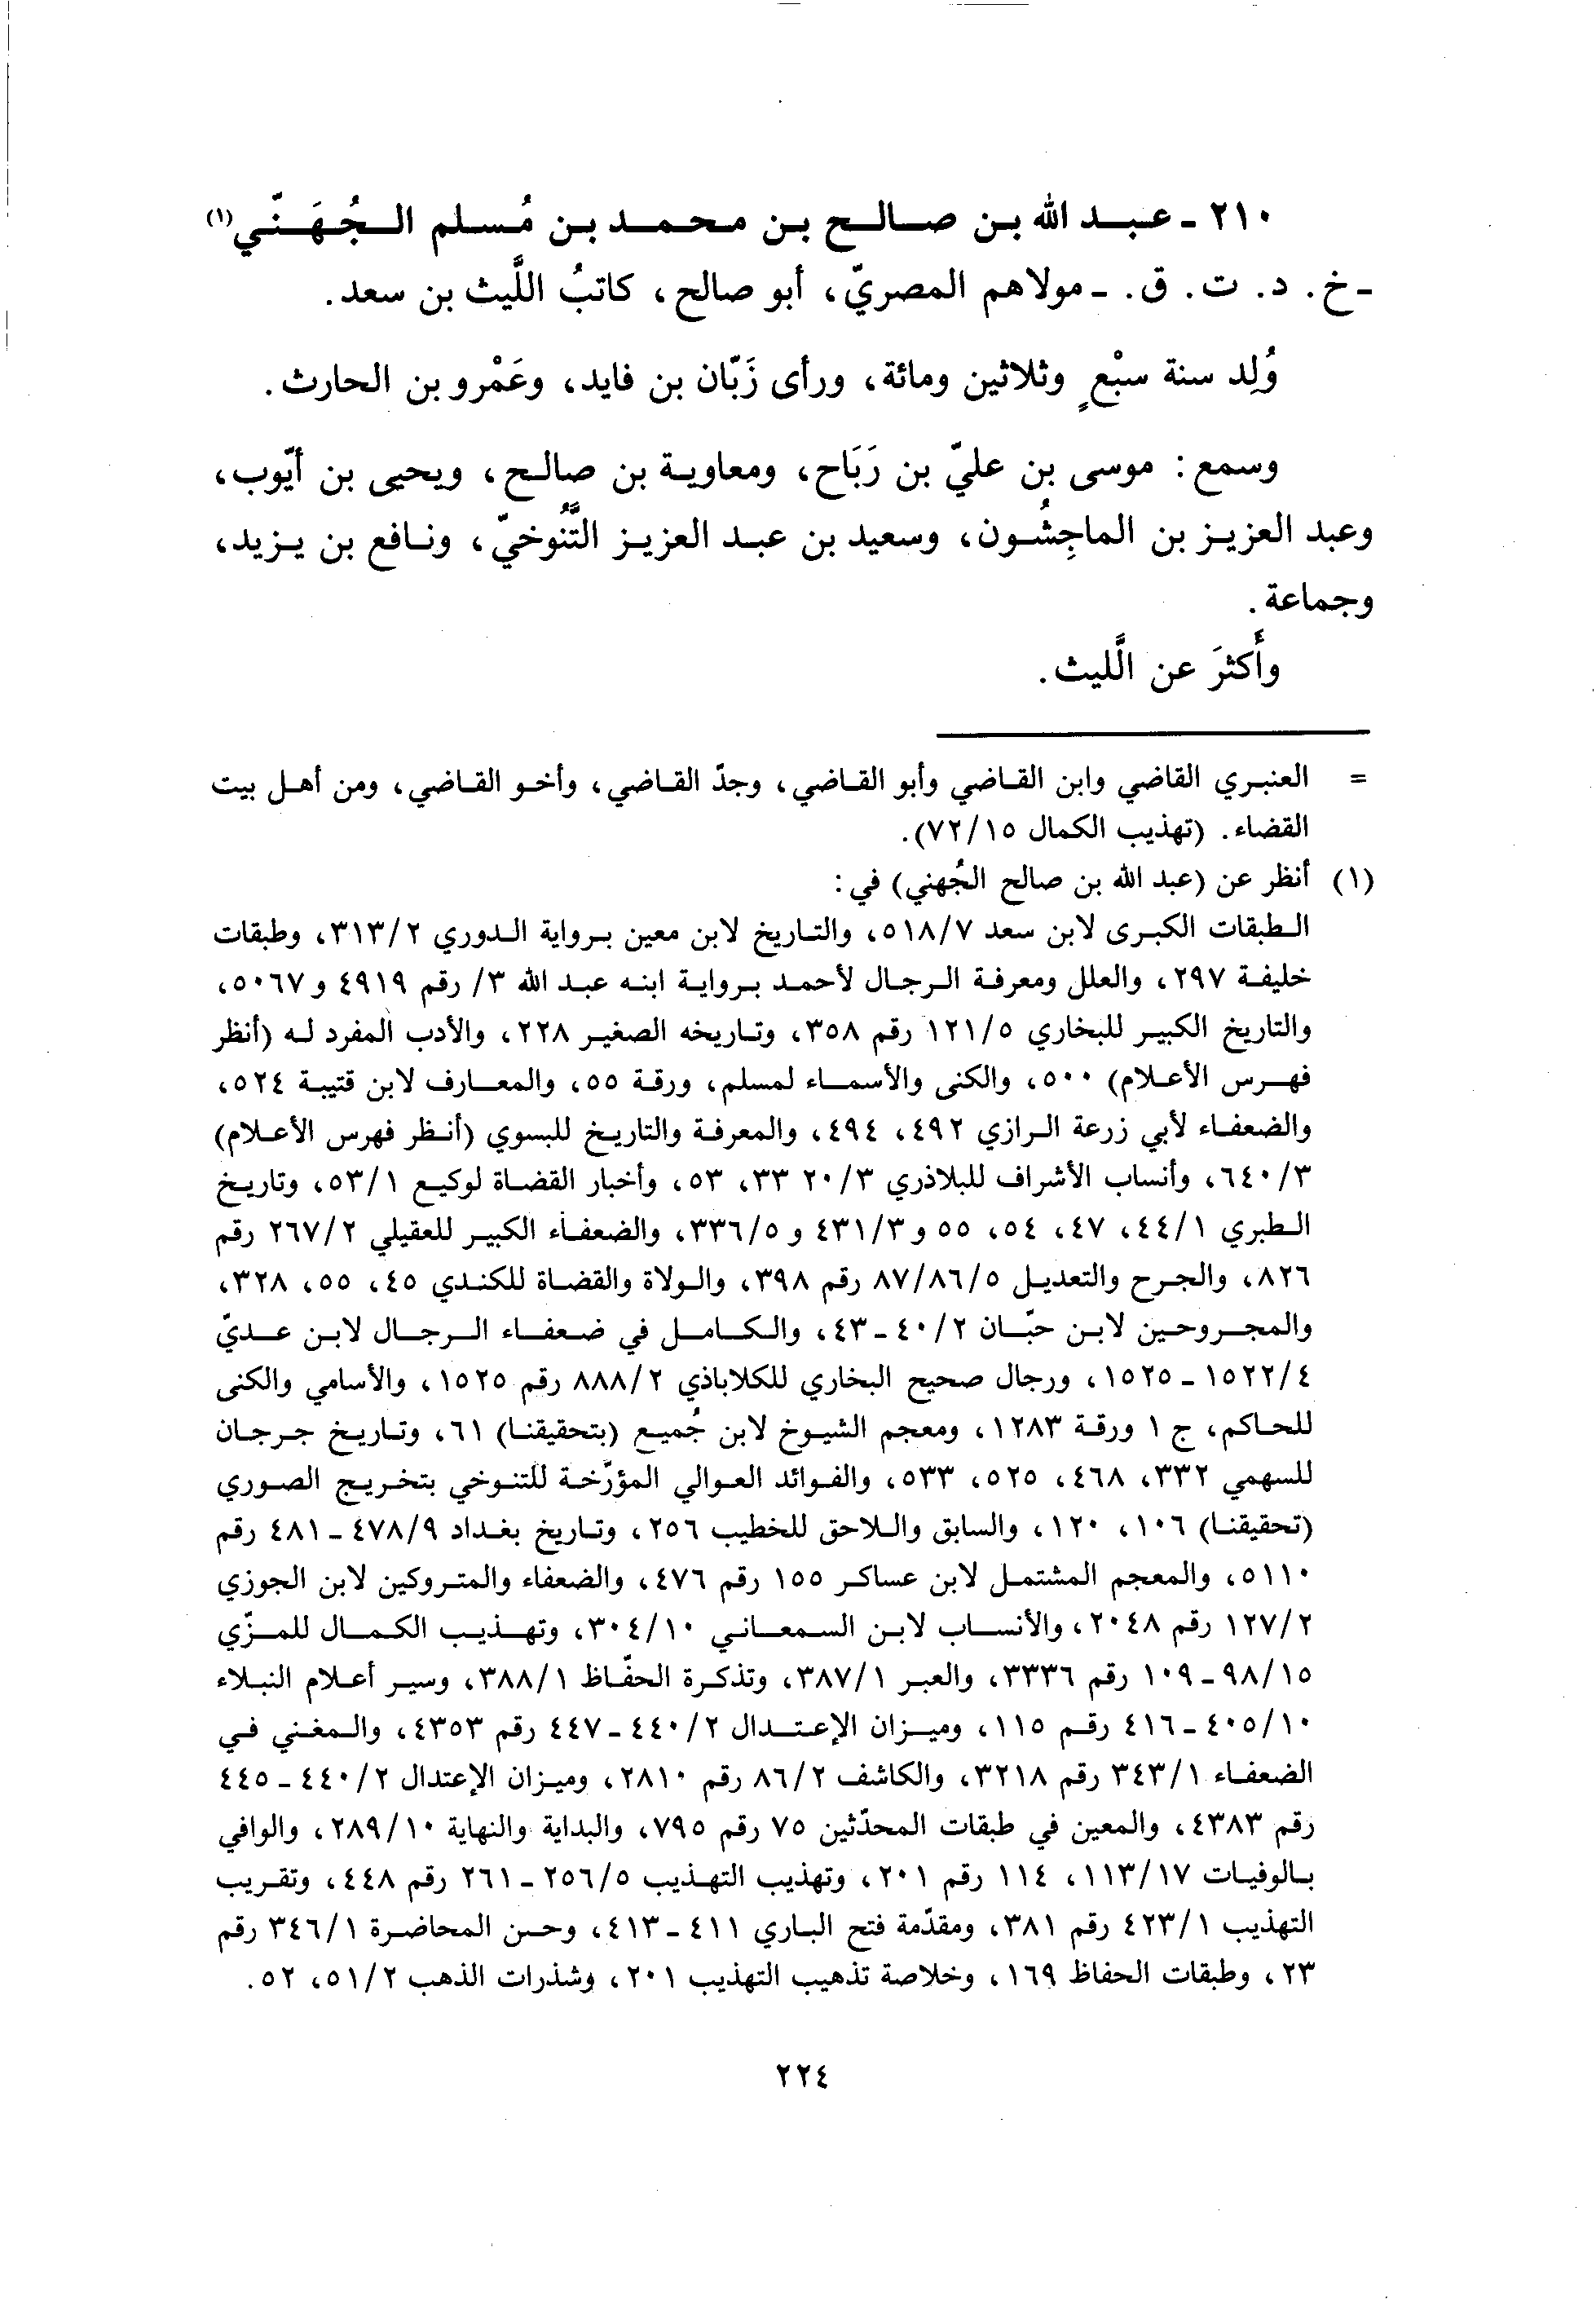 ٢١٠ - عبد الله بن صالح بن محمد بن مُسلم الجُهَنّي(١)
- خ. د. ت. ق. - مولاهم المصريّ، أبو صالح، كاتبُ اللَّيث بن سعد.
وُلِد سنة سبْعٍ وثلاثين ومائة، ورأى زَبّان بن فايد، وعَمْرو بن الحارث.
وسمع: موسى بن عليّ بن رَبَاح، ومعاوية بن صالح، ويحيى بن أيّوب،
وعبد العزيز بن الماجِشُون، وسعيد بن عبد العزيز التَّنُوخيّ، ونافع بن يزيد،
وجماعة.
وأَكثرَ عن الَّليث.
= العنبري القاضي وابن القاضي وأبو القاضي، وجدّ القاضي، وأخو القاضي، ومن أهل بيت
القضاء. (تهذيب الكمال ٧٢/١٥).
(١) أنظر عن (عبد الله بن صالح الجُهني) في:
الطبقات الكبرى لابن سعد ٥١٨/٧، والتاريخ لابن معين برواية الدوري ٣١٣/٢، وطبقات
خليفة ٢٩٧، والعلل ومعرفة الرجال لأحمد برواية ابنه عبد الله ٣/ رقم ٤٩١٩ و ٥٠٦٧،
والتاريخ الكبير للبخاري ١٢١/٥ رقم ٣٥٨، وتاريخه الصغير ٢٢٨، والأدب المفرد له (أنظر
فهرس الأعلام) ٥٠٠، والكنى والأسماء لمسلم، ورقة ٥٥، والمعارف لابن قتيبة ٥٢٤،
والضعفاء لأبي زرعة الرازي ٤٩٢، ٤٩٤، والمعرفة والتاريخ للبسوي (أنظر فهرس الأعلام)
٦٤٠/٣، وأنساب الأشراف للبلاذري ٢٠/٣ ٣٣، ٥٣، وأخبار القضاة لوكيع ٥٣/١، وتاريخ
الطبري ٤٤/١، ٤٧، ٥٤، ٥٥ و ٤٣١/٣ و ٣٣٦/٥، والضعفاء الكبير للعقيلي ٢٦٧/٢ رقم
٨٢٦، والجرح والتعديل ٨٧/٨٦/٥ رقم ٣٩٨، والولاة والقضاة للكندي ٤٥، ٥٥، ٣٢٨،
والمجروحين لابن حبّان ٤٠/٢ - ٤٣، والكامل في ضعفاء الرجال لابن عديّ
١٥٢٢/٤ - ١٥٢٥، ورجال صحيح البخاري للكلاباذي ٨٨٨/٢ رقم ١٥٢٥، والأسامي والكنى
للحاكم، ج ١ ورقة ١٢٨٣، ومعجم الشيوخ لابن جُميع (بتحقيقنا) ٦١، وتاريخ جرجان
للسهمي ٣٣٢، ٤٦٨، ٥٢٥، ٥٣٣، والفوائد العوالي المؤرّخة للتنوخي بتخريج الصوري
(تحقيقنا) ١٠٦، ١٢٠، والسابق واللاحق للخطيب ٢٥٦، وتاريخ بغداد ٤٧٨/٩ - ٤٨١ رقم
٥١١٠، والمعجم المشتمل لابن عساكر ١٥٥ رقم ٤٧٦، والضعفاء والمتروكين لابن الجوزي
١٢٧/٢ رقم ٢٠٤٨، والأنساب لابن السمعاني ٣٠٤/١٠، وتهذيب الكمال للمزّي
٩٨/١٥ - ١٠٩ رقم ٣٣٣٦، والعبر ٣٨٧/١، وتذكرة الحفّاظ ٣٨٨/١، وسير أعلام النبلاء
٤٠٥/١٠ - ٤١٦ رقم ١١٥، وميزان الإعتدال ٤٤٠/٢ - ٤٤٧ رقم ٤٣٥٣، والمغني في
الضعفاء ٣٤٣/١ رقم ٣٢١٨، والكاشف ٨٦/٢ رقم ٢٨١٠، وميزان الإعتدال ٤٤٠/٢ - ٤٤٥
رقم ٤٣٨٣، والمعين في طبقات المحدّثين ٧٥ رقم ٧٩٥، والبداية والنهاية ٢٨٩/١٠، والوافي
بالوفيات ١١٣/١٧، ١١٤ رقم ٢٠١، وتهذيب التهذيب ٢٥٦/٥ - ٢٦١ رقم ٤٤٨، وتقريب
التهذيب ٤٢٣/١ رقم ٣٨١، ومقدّمة فتح الباري ٤١١ - ٤١٣، وحسن المحاضرة ٣٤٦/١ رقم
٢٣، وطبقات الحفاظ ١٦٩، وخلاصة تذهيب التهذيب ٢٠١، وشذرات الذهب ٥١/٢، ٥٢.
٢٢٤